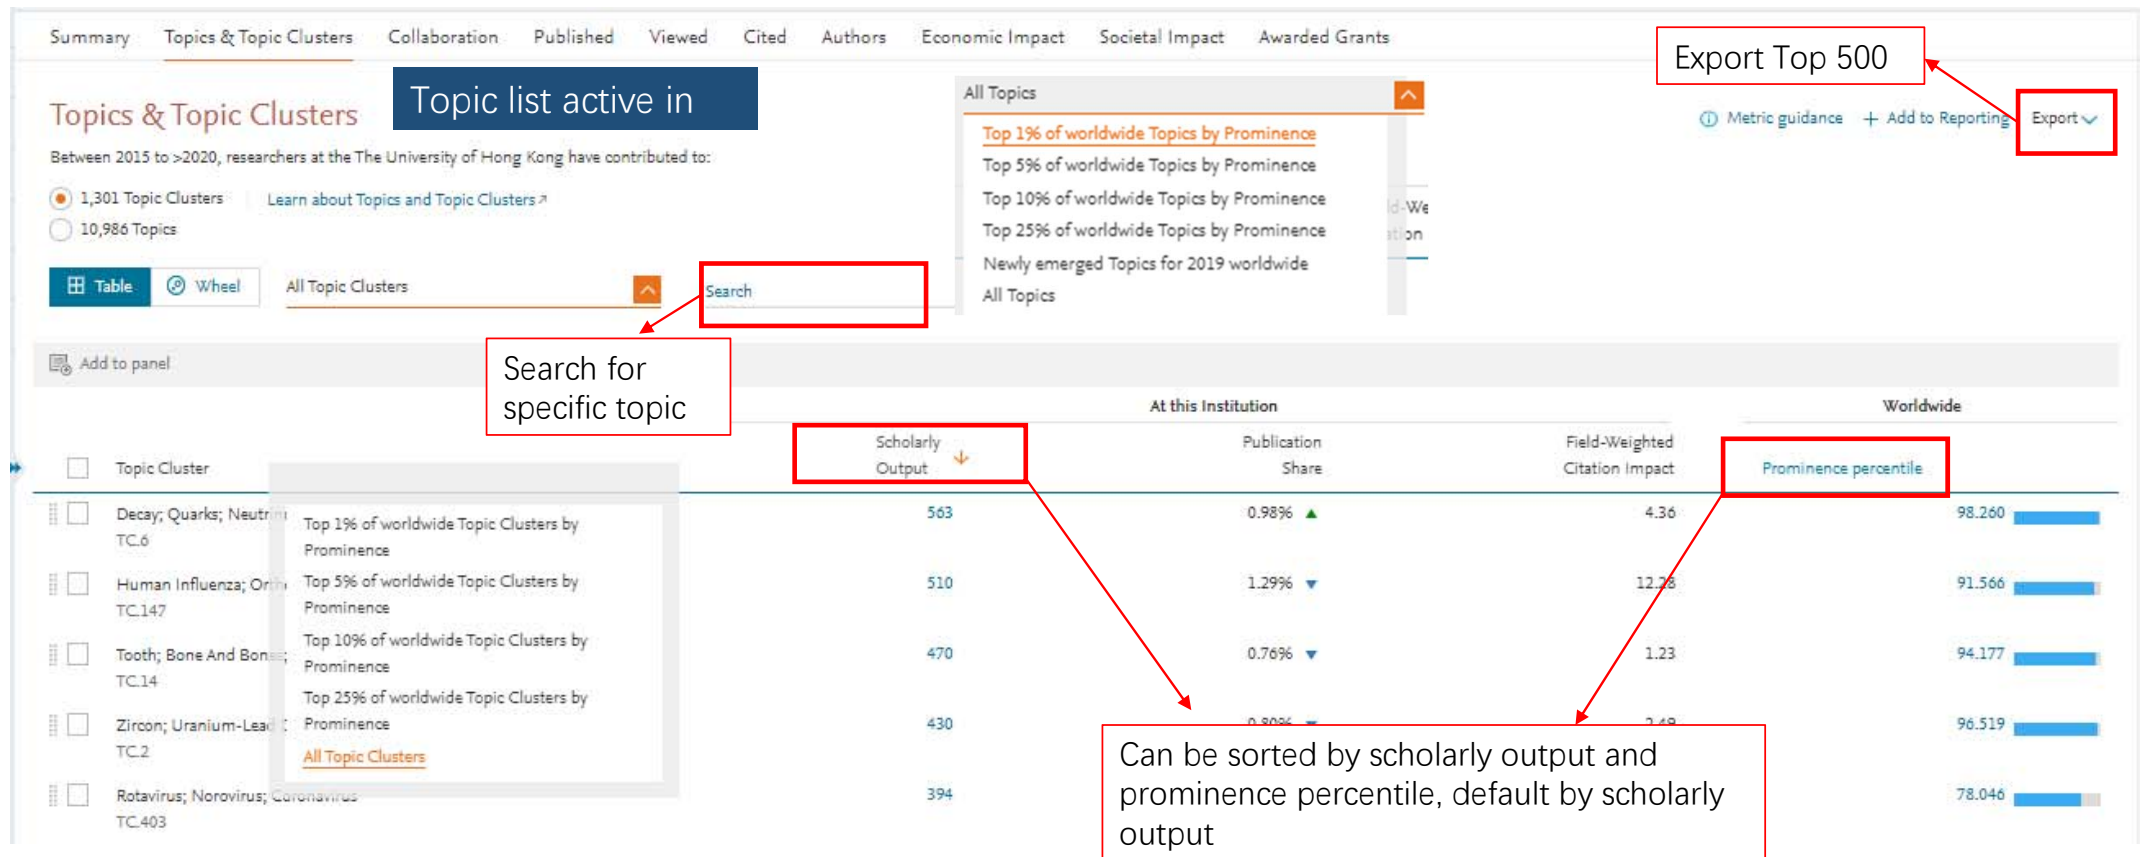 Summary Topics & Topic Clusters Collaboration Published Viewed Cited Authors Economic Impact Societal Impact Awarded Grants
Export Top 500
Topic list active in
All Topics
Top 1% of worldwide Topics by Prominence
Top 5% of worldwide Topics by Prominence
Top 10% of worldwide Topics by Prominence
Top 25% of worldwide Topics by Prominence
Newly emerged Topics for 2019 worldwide
All Topics
Topics & Topic Clusters
Metric guidance + Add to Reporting Export
Between 2015 to >2020, researchers at the The University of Hong Kong have contributed to:
1,301 Topic Clusters Learn about Topics and Topic Clusters
10,986 Topics
Table Wheel All Topic Clusters Search
Search for
specific topic
Add to panel
At this Institution Worldwide
Topic Cluster
Scholarly
Output
Publication
Share
Field-Weighted
Citation Impact
Prominence percentile
Decay; Quarks; 563 0.98% 4.36 98.260
TC.6
Human Influenza; 510 1.29% 12.28 91.566
TC.147
Tooth; Bone And 470 0.76% 1.23 94.177
TC.14
Zircon; Uranium-Lead 430 96.519
TC.2
Rotavirus; Norovirus; Coronavirus 394 78.046
TC.403
Top 1% of worldwide Topic Clusters by
Prominence
Top 5% of worldwide Topic Clusters by
Prominence
Top 10% of worldwide Topic Clusters by
Prominence
Top 25% of worldwide Topic Clusters by
Prominence
All Topic Clusters
Can be sorted by scholarly output and
prominence percentile, default by scholarly
output